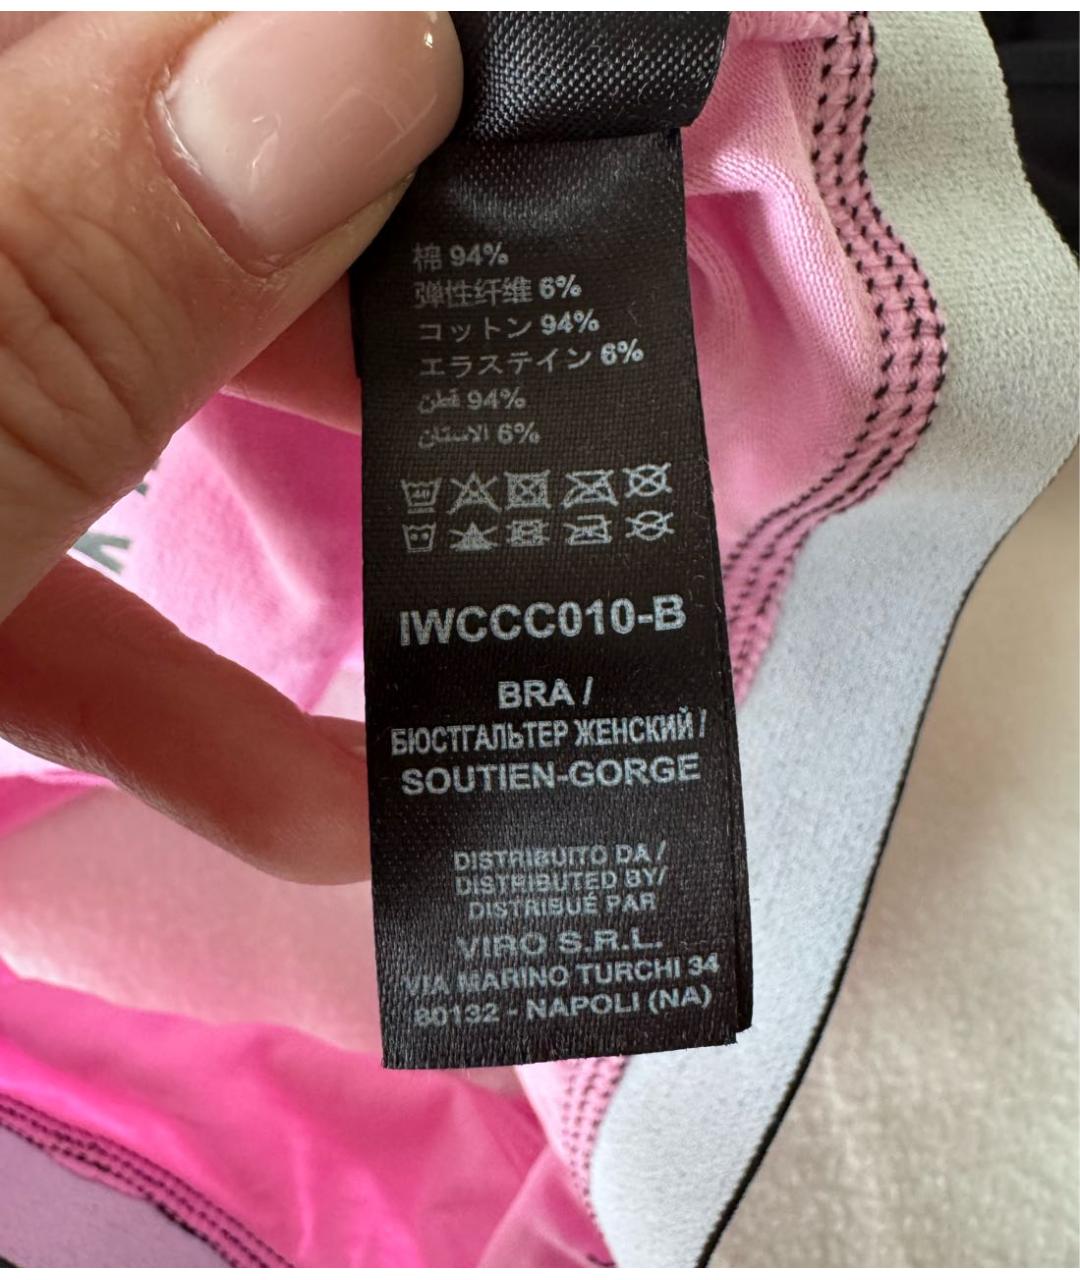 棉 94%
弹性纤维 6%
コットン 94%
エラステイン 6%
قطن 94%
الاستان 6%
40
IWCCC010-B
BRA /
БЮСТГАЛЬТЕР ЖЕНСКИЙ /
SOUTIEN-GORGE
DISTRIBUITO DA /
DISTRIBUTED BY/
DISTRIBUÉ PAR
VIRO S.R.L.
VIA MARINO TURCHI 34
80132 - NAPOLI (NA)